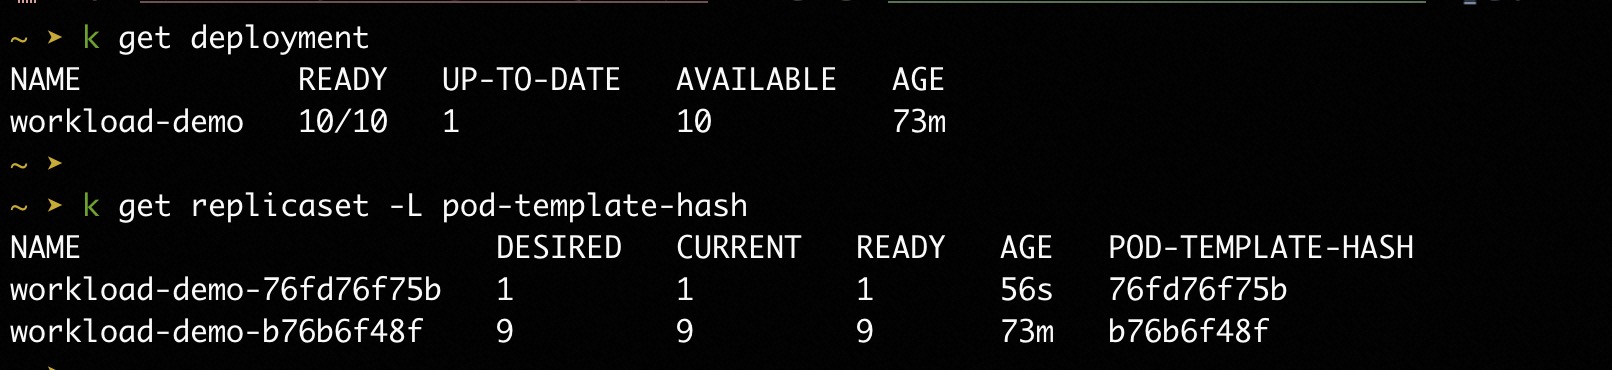 ~ ➤ k get deployment
NAME            READY   UP-TO-DATE   AVAILABLE   AGE
workload-demo   10/10   1            10          73m
~ ➤
~ ➤ k get replicaset -L pod-template-hash
NAME                       DESIRED   CURRENT   READY   AGE   POD-TEMPLATE-HASH
workload-demo-76fd76f75b   1         1         1       56s   76fd76f75b
workload-demo-b76b6f48f    9         9         9       73m   b76b6f48f